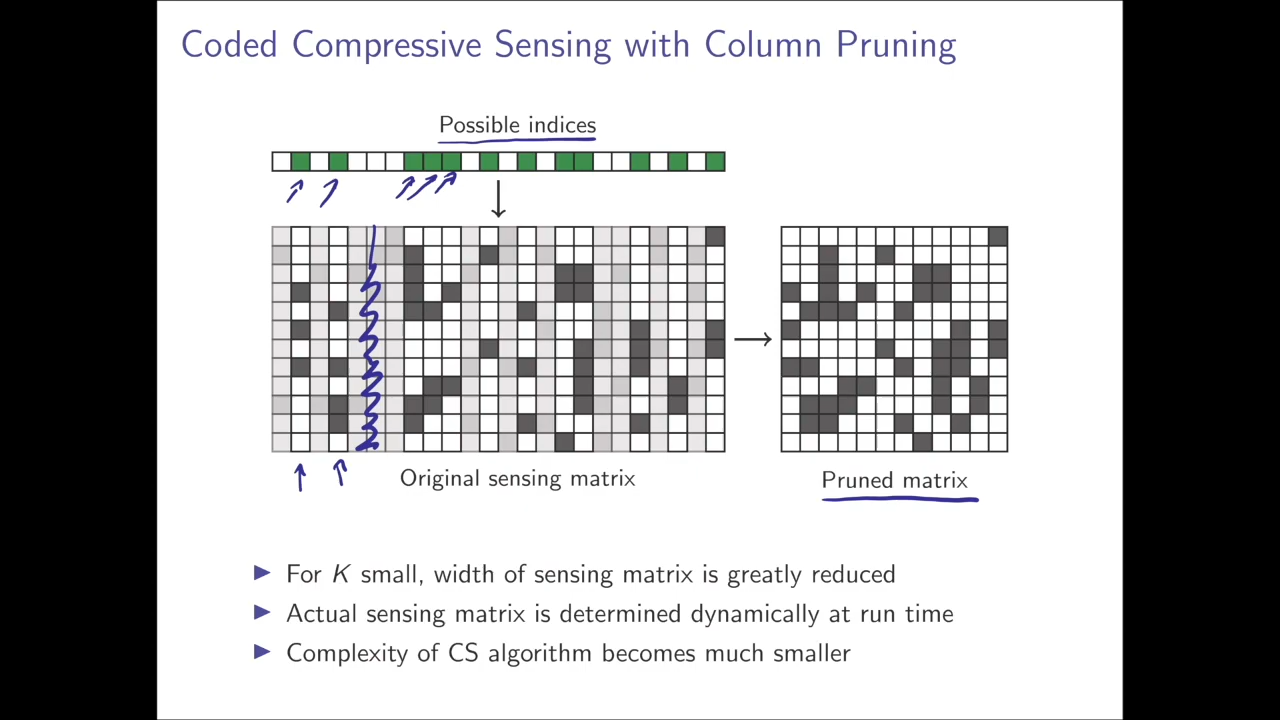 Coded Compressive Sensing with Column Pruning
Possible indices
Original sensing matrix
Pruned matrix
For K small, width of sensing matrix is greatly reduced
Actual sensing matrix is determined dynamically at run time
Complexity of CS algorithm becomes much smaller